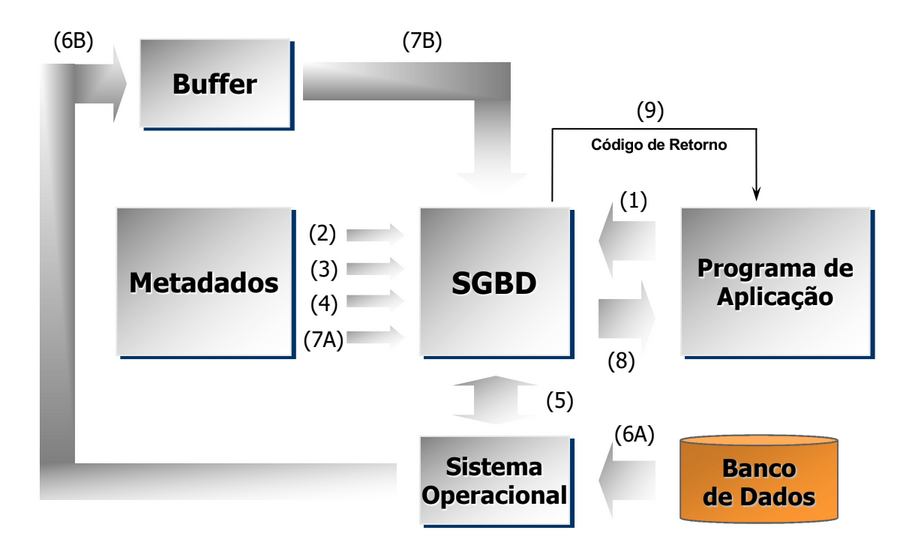 (6B)
(7B)
Buffer
(9)
Código de Retorno
(1)
(2)
(3)
(4)
(7A)
Metadados
SGBD
Programa de
Aplicação
(8)
(5)
(6A)
Sistema
Operacional
Banco
de Dados